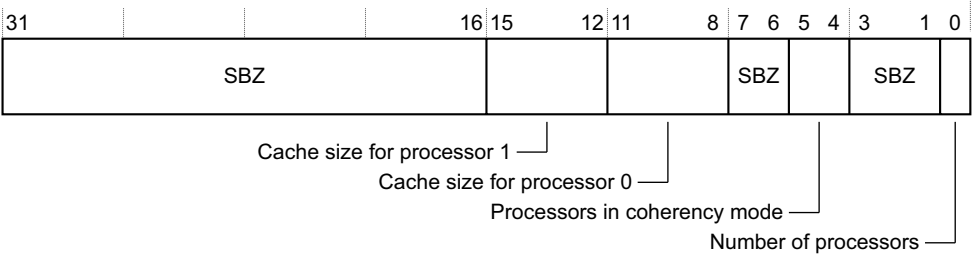 31 16 15 12 11 8 7 6 5 4 3 1 0
SBZ SBZ SBZ
Cache size for processor 1
Cache size for processor 0
Processors in coherency mode
Number of processors